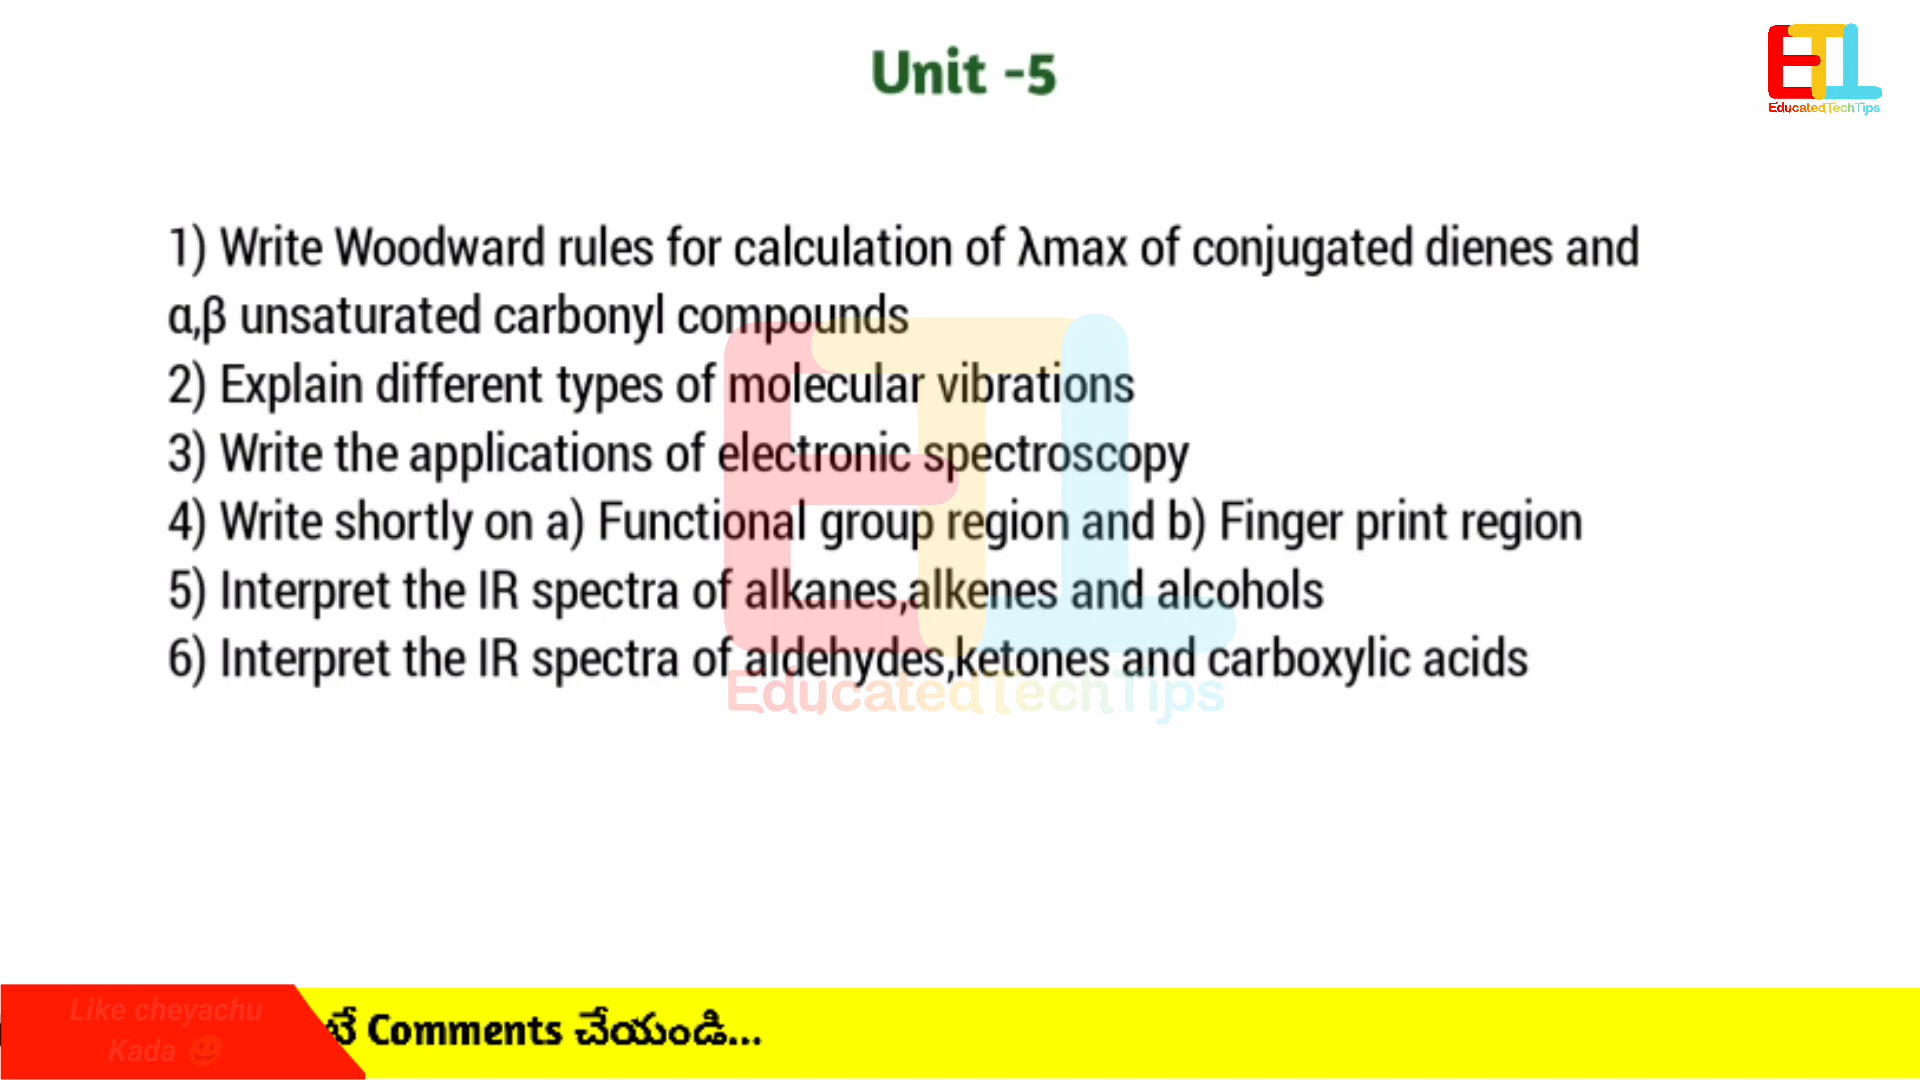 Unit -5
EducatedTechTips
1) Write Woodward rules for calculation of λmax of conjugated dienes and
α,β unsaturated carbonyl compounds
2) Explain different types of molecular vibrations
3) Write the applications of electronic spectroscopy
4) Write shortly on a) Functional group region and b) Finger print region
5) Interpret the IR spectra of alkanes,alkenes and alcohols
6) Interpret the IR spectra of aldehydes,ketones and carboxylic acids
EducatedTechTips
Like cheyachu
Kada 😃
Comments చేయండి...